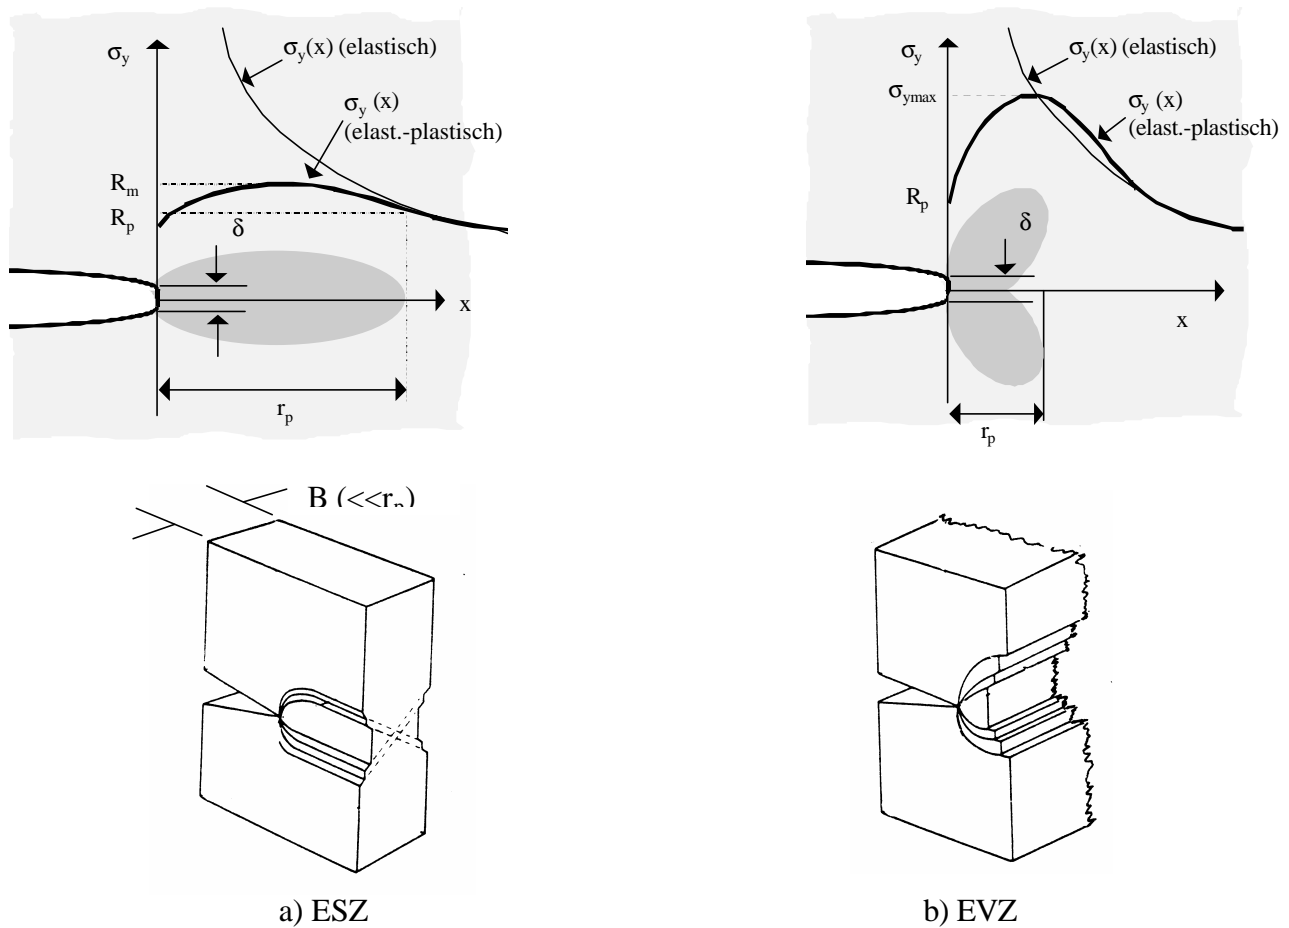 σy
σy(x) (elastisch)
σy (x)
(elast.-plastisch)
Rm
Rp
δ
x
rp
σy
σy(x) (elastisch)
σymax
σy (x)
(elast.-plastisch)
Rp
δ
x
rp
B (<<rp)
a) ESZ
b) EVZ